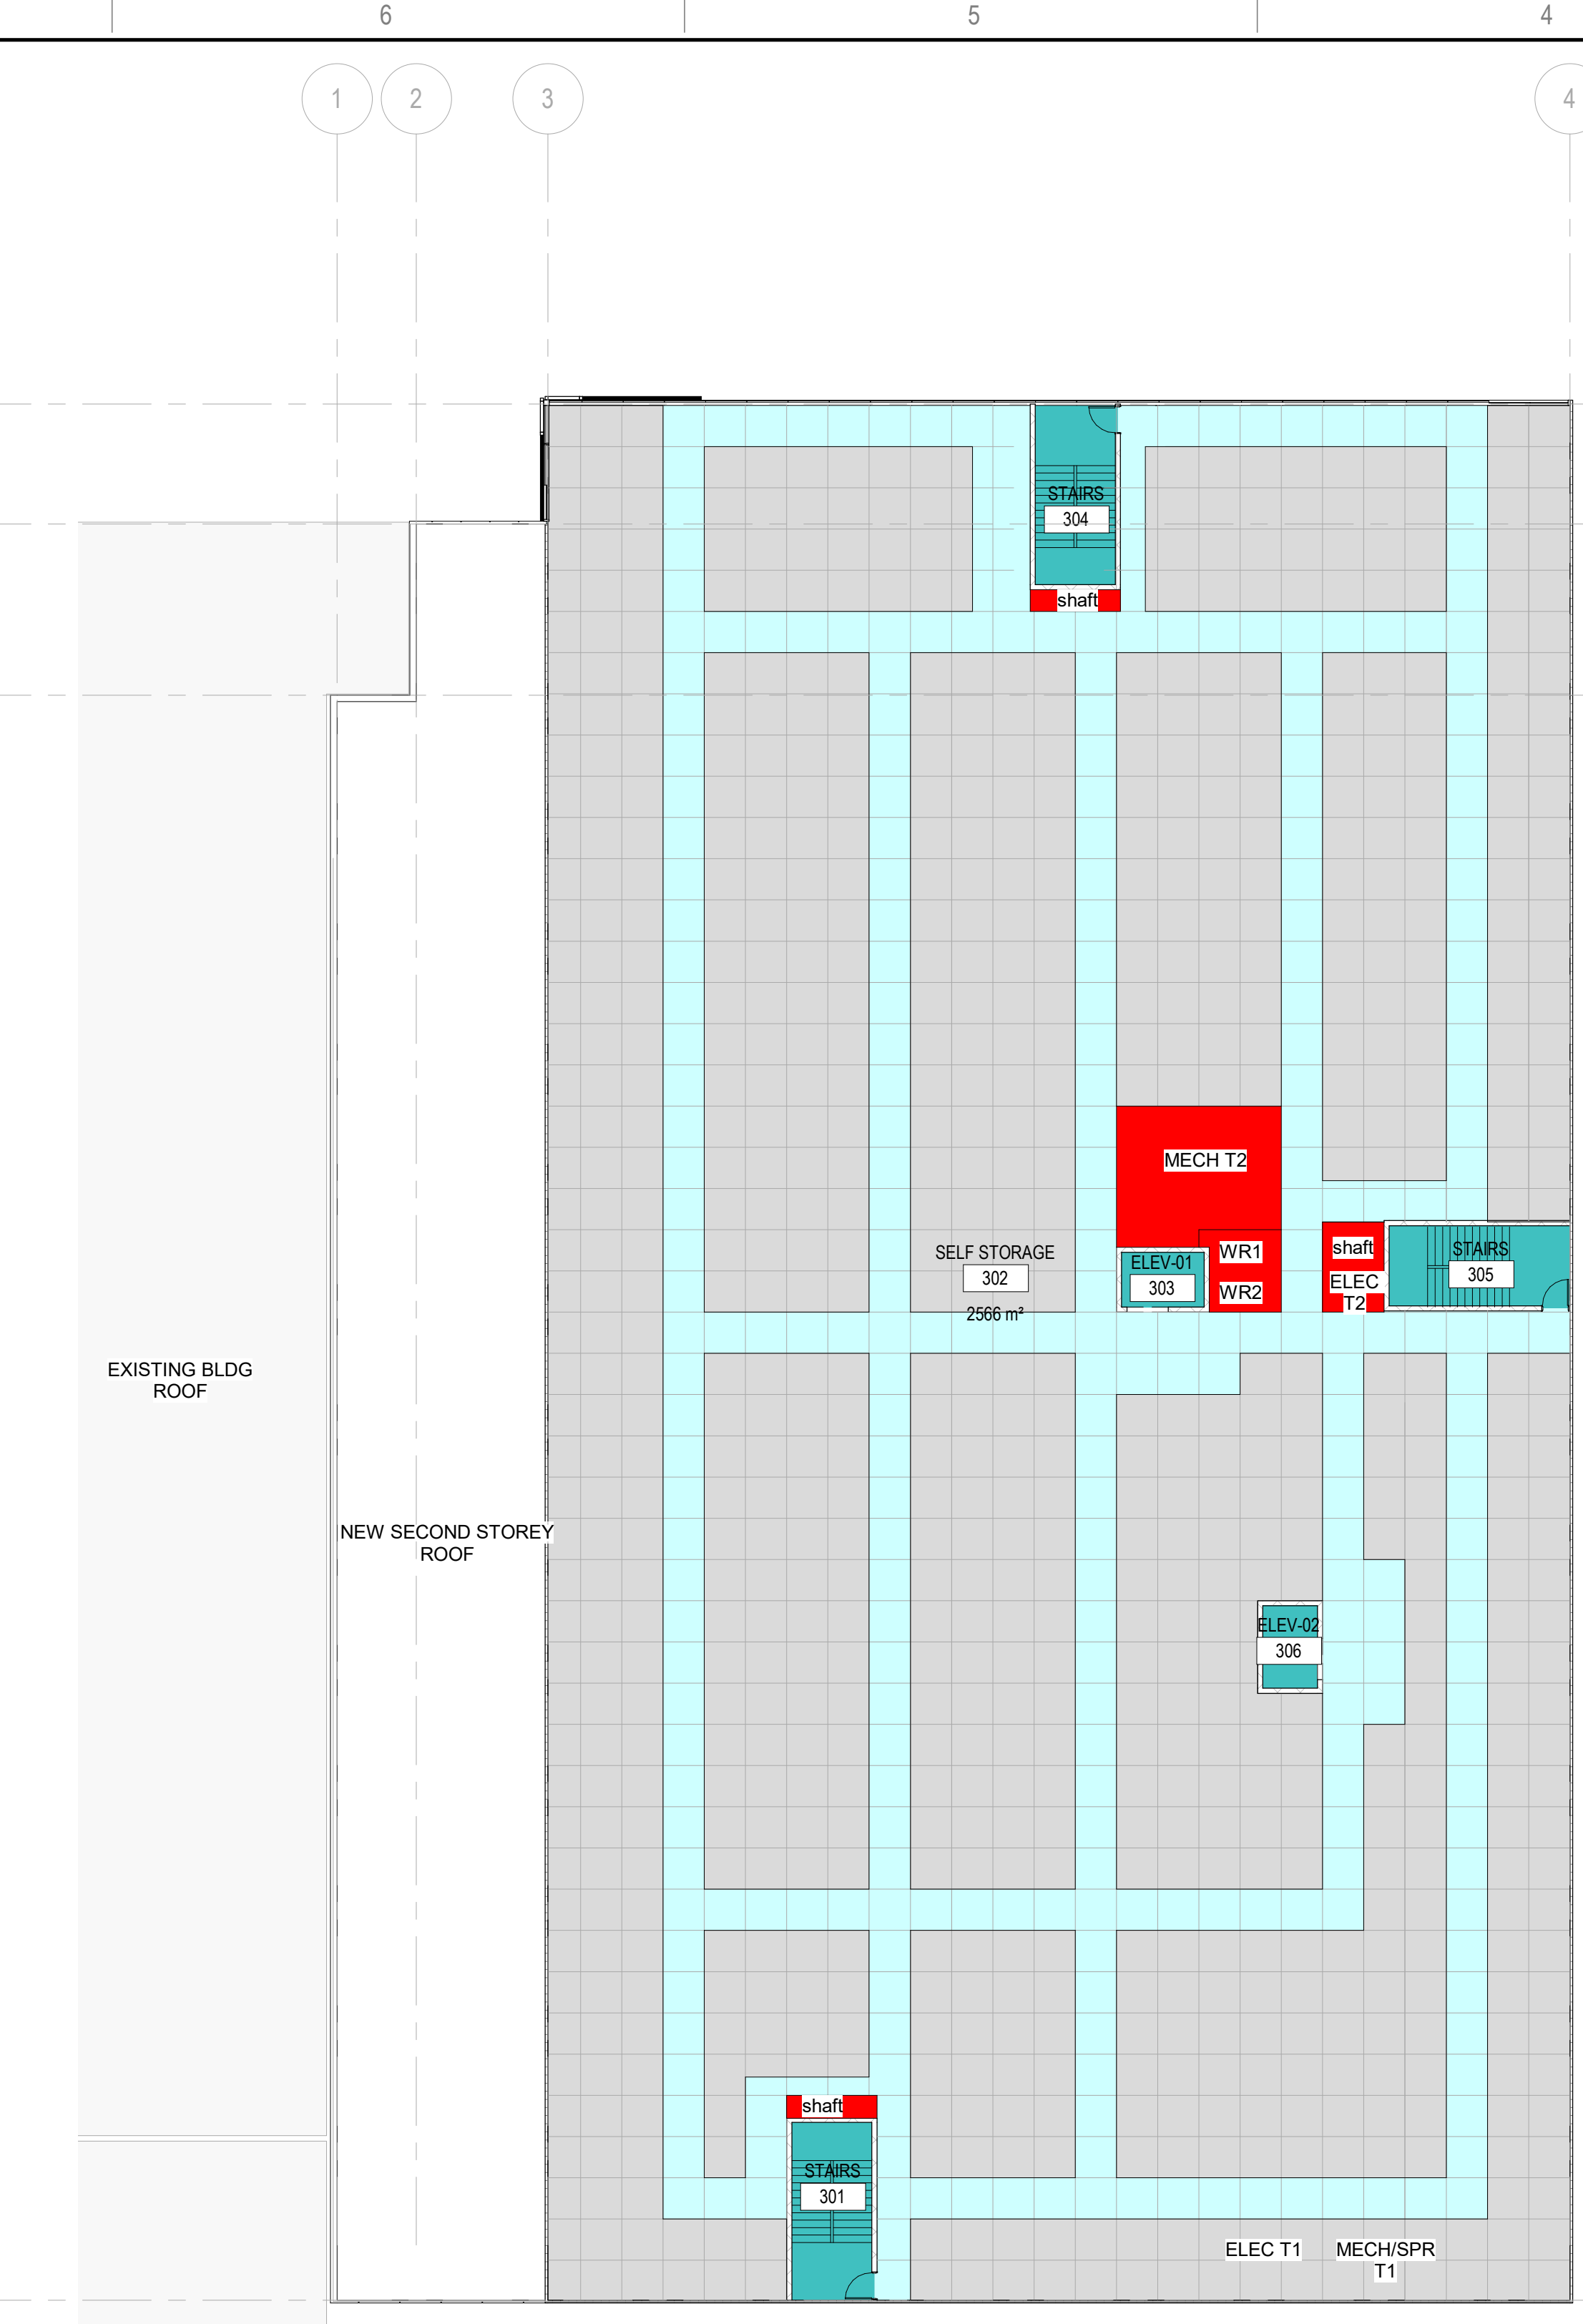 6
5
4
1
2
3
4
STAIRS
304
shaft
MECH T2
SELF STORAGE
302
2566 m²
ELEV-01
303
WR1
WR2
shaft
ELEC
T2
STAIRS
305
EXISTING BLDG
ROOF
NEW SECOND STOREY
ROOF
ELEV-02
306
shaft
STAIRS
301
ELEC T1
MECH/SPR
T1